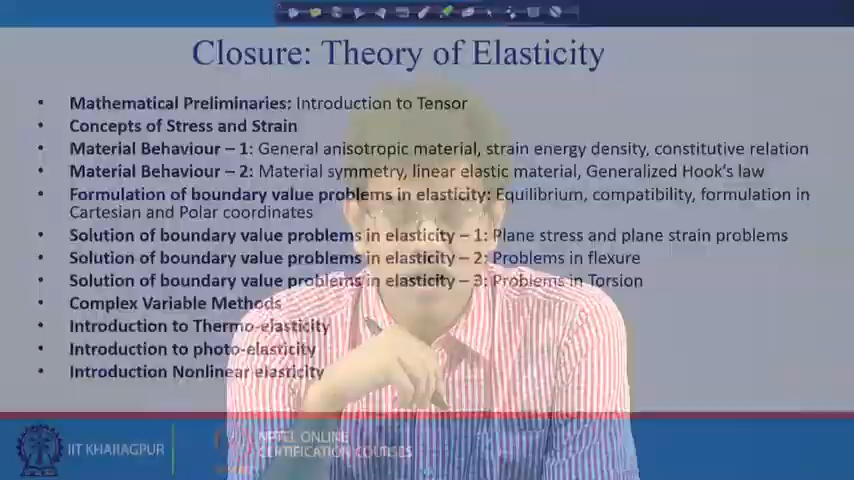 Closure: Theory of Elasticity
• Mathematical Preliminaries: Introduction to Tensor
• Concepts of Stress and Strain
• Material Behaviour – 1: General anisotropic material, strain energy density, constitutive relation
• Material Behaviour – 2: Material symmetry, linear elastic material, Generalized Hook's law
• Formulation of boundary value problems in elasticity: Equilibrium, compatibility, formulation in
Cartesian and Polar coordinates
• Solution of boundary value problems in elasticity – 1: Plane stress and plane strain problems
• Solution of boundary value problems in elasticity – 2: Problems in flexure
• Solution of boundary value problems in elasticity – 3: Problems in Torsion
• Complex Variable Methods
• Introduction to Thermo-elasticity
• Introduction to photo-elasticity
• Introduction Nonlinear elasticity
IIT KHARAGPUR
NPTEL ONLINE
CERTIFICATION COURSES